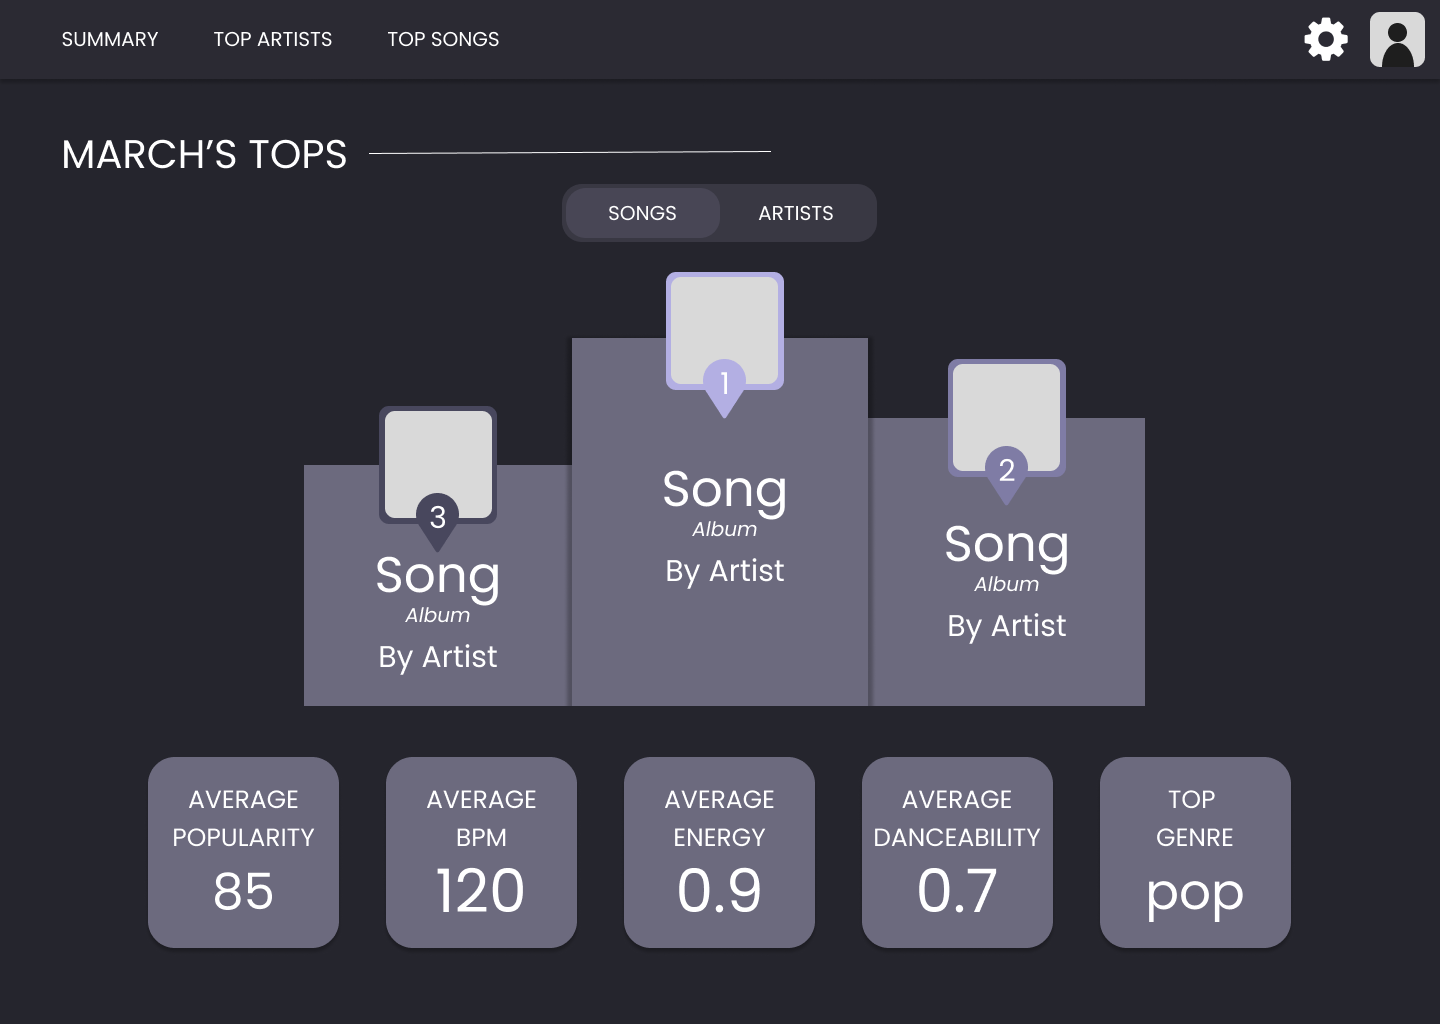 SUMMARY TOP ARTISTS TOP SONGS
MARCH’S TOPS
SONGS ARTISTS
1
Song
Album
By Artist
2
Song
Album
By Artist
3
Song
Album
By Artist
AVERAGE
POPULARITY
85
AVERAGE
BPM
120
AVERAGE
ENERGY
0.9
AVERAGE
DANCEABILITY
0.7
TOP
GENRE
pop